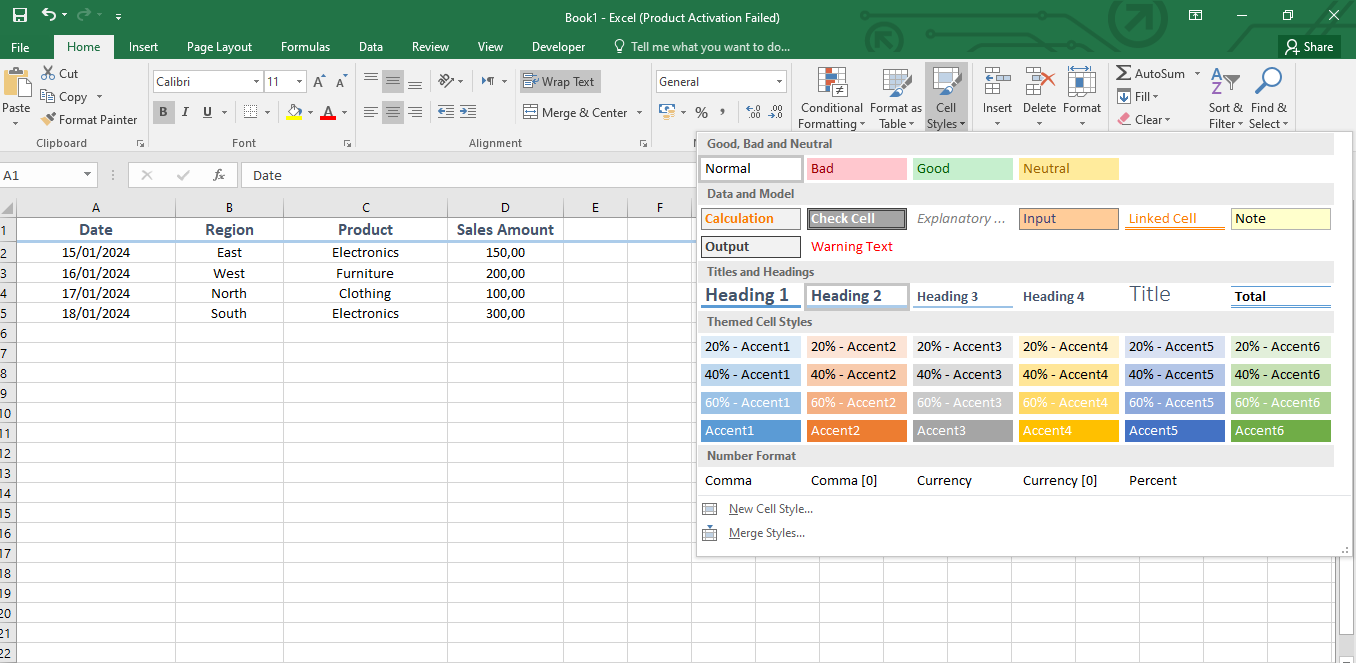 Book1 - Excel (Product Activation Failed)
File Home Insert Page Layout Formulas Data Review View Developer Tell me what you want to do... Share
Cut
Copy
Format Painter
Paste
Clipboard
Calibri 11
B I U A
Font
Wrap Text
Merge & Center
Alignment
General
% ,
Conditional Formatting
Format as Table
Cell Styles
Insert Delete Format
AutoSum
Fill
Clear
Sort & Filter
Find & Select
A1 fx Date
A B C D E F
1 Date Region Product Sales Amount
2 15/01/2024 East Electronics 150,00
3 16/01/2024 West Furniture 200,00
4 17/01/2024 North Clothing 100,00
5 18/01/2024 South Electronics 300,00
6
7
8
9
10
11
12
13
14
15
16
17
18
19
20
21
22
Good, Bad and Neutral
Normal Bad Good Neutral
Data and Model
Calculation Check Cell Explanatory ... Input Linked Cell Note
Output Warning Text
Titles and Headings
Heading 1 Heading 2 Heading 3 Heading 4 Title Total
Themed Cell Styles
20% - Accent1 20% - Accent2 20% - Accent3 20% - Accent4 20% - Accent5 20% - Accent6
40% - Accent1 40% - Accent2 40% - Accent3 40% - Accent4 40% - Accent5 40% - Accent6
60% - Accent1 60% - Accent2 60% - Accent3 60% - Accent4 60% - Accent5 60% - Accent6
Accent1 Accent2 Accent3 Accent4 Accent5 Accent6
Number Format
Comma Comma [0] Currency Currency [0] Percent
New Cell Style...
Merge Styles...